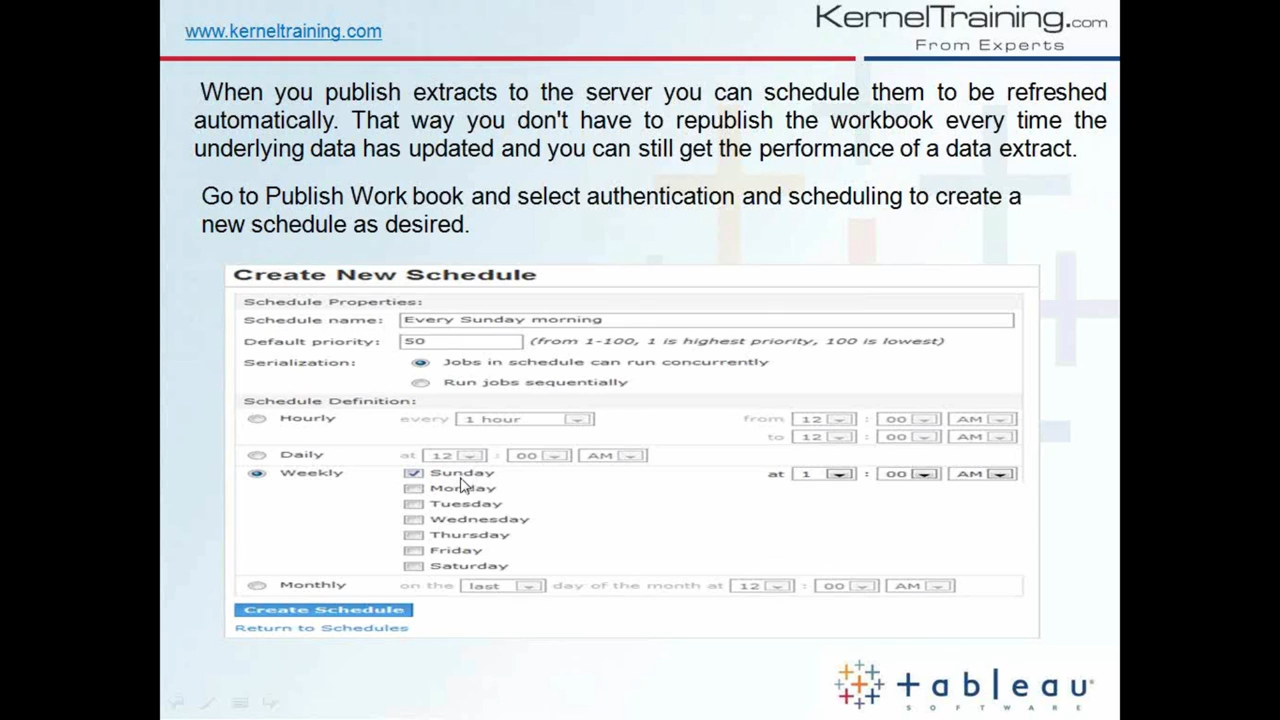 www.kerneltraining.com
KernelTraining.com
From Experts
When you publish extracts to the server you can schedule them to be refreshed
automatically. That way you don't have to republish the workbook every time the
underlying data has updated and you can still get the performance of a data extract.
Go to Publish Work book and select authentication and scheduling to create a
new schedule as desired.
Create New Schedule
Schedule Properties:
Schedule name: Every Sunday morning
Default priority: 50 (from 1-100, 1 is highest priority, 100 is lowest)
Serialization: Jobs in schedule can run concurrently
Run jobs sequentially
Schedule Definition:
Hourly every 1 hour from 12 : 00 AM
to 12 : 00 AM
Daily at 12 : 00 AM
Weekly Sunday at 1 : 00 AM
Monday
Tuesday
Wednesday
Thursday
Friday
Saturday
Monthly on the last day of the month at 12 : 00 AM
Create Schedule
Return to Schedules
+ableau
SOFTWARE